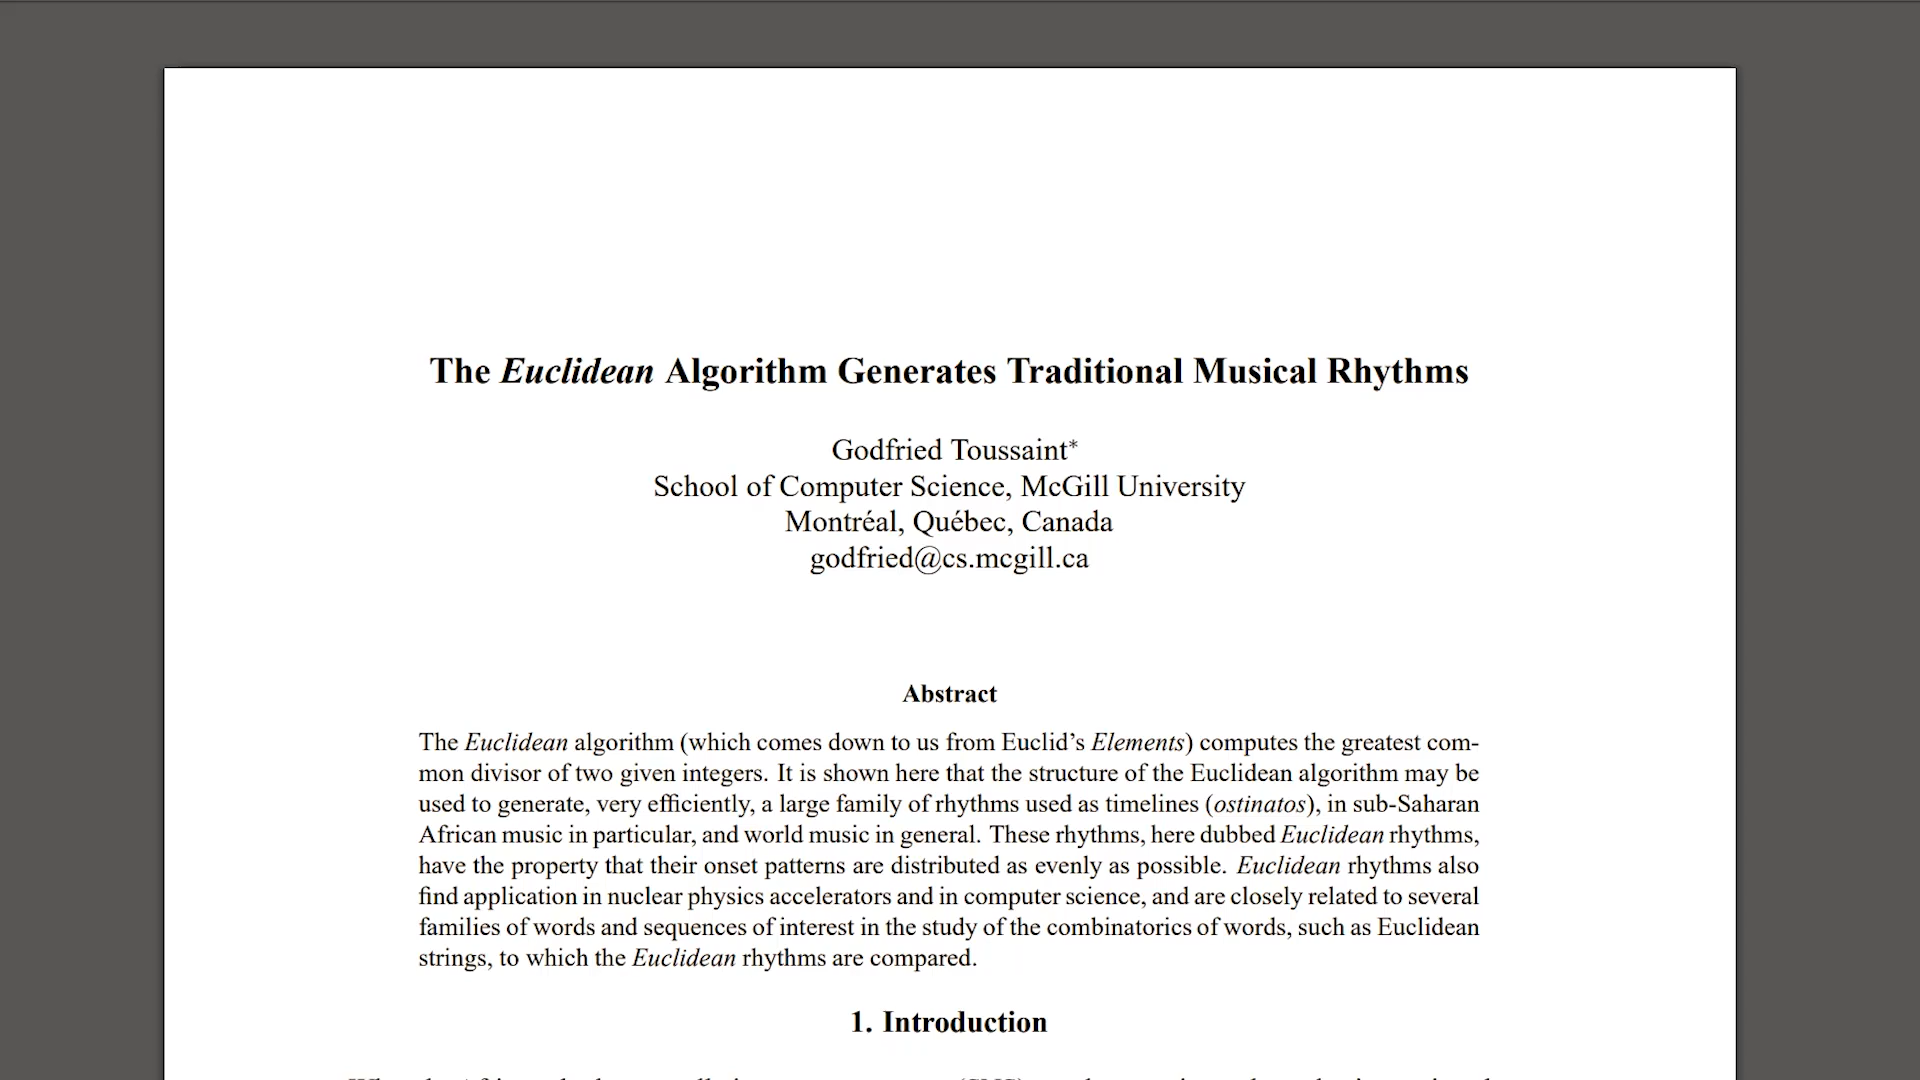 The Euclidean Algorithm Generates Traditional Musical Rhythms
Godfried Toussaint*
School of Computer Science, McGill University
Montréal, Québec, Canada
godfried@cs.mcgill.ca
Abstract
The Euclidean algorithm (which comes down to us from Euclid's Elements) computes the greatest com-
mon divisor of two given integers. It is shown here that the structure of the Euclidean algorithm may be
used to generate, very efficiently, a large family of rhythms used as timelines (ostinatos), in sub-Saharan
African music in particular, and world music in general. These rhythms, here dubbed Euclidean rhythms,
have the property that their onset patterns are distributed as evenly as possible. Euclidean rhythms also
find application in nuclear physics accelerators and in computer science, and are closely related to several
families of words and sequences of interest in the study of the combinatorics of words, such as Euclidean
strings, to which the Euclidean rhythms are compared.
1. Introduction